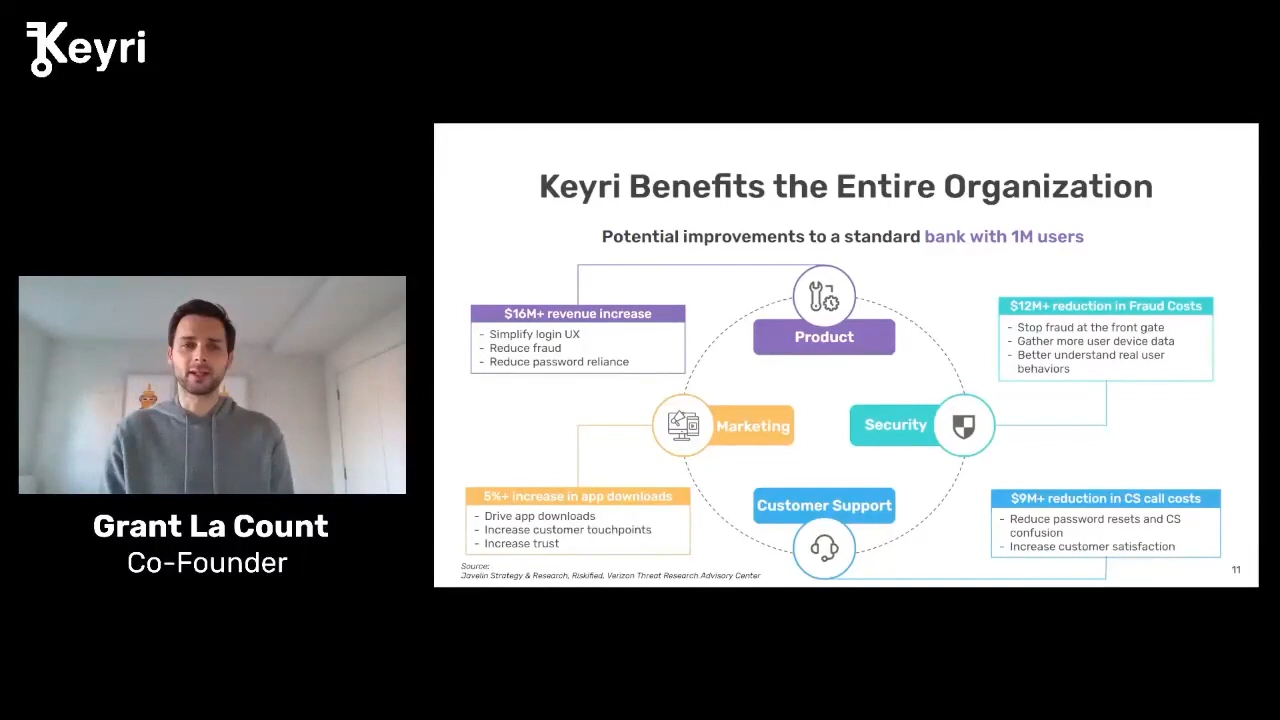 Keyri
Grant La Count
Co-Founder
Keyri Benefits the Entire Organization
Potential improvements to a standard bank with 1M users
$16M+ revenue increase
- Simplify login UX
- Reduce fraud
- Reduce password reliance
Product
$12M+ reduction in Fraud Costs
- Stop fraud at the front gate
- Gather more user device data
- Better understand real user
behaviors
Marketing
Security
5%+ increase in app downloads
- Drive app downloads
- Increase customer touchpoints
- Increase trust
Customer Support
$9M+ reduction in CS call costs
- Reduce password resets and CS
confusion
- Increase customer satisfaction
Source:
Javelin Strategy & Research, Riskified, Verizon Threat Research Advisory Center
11